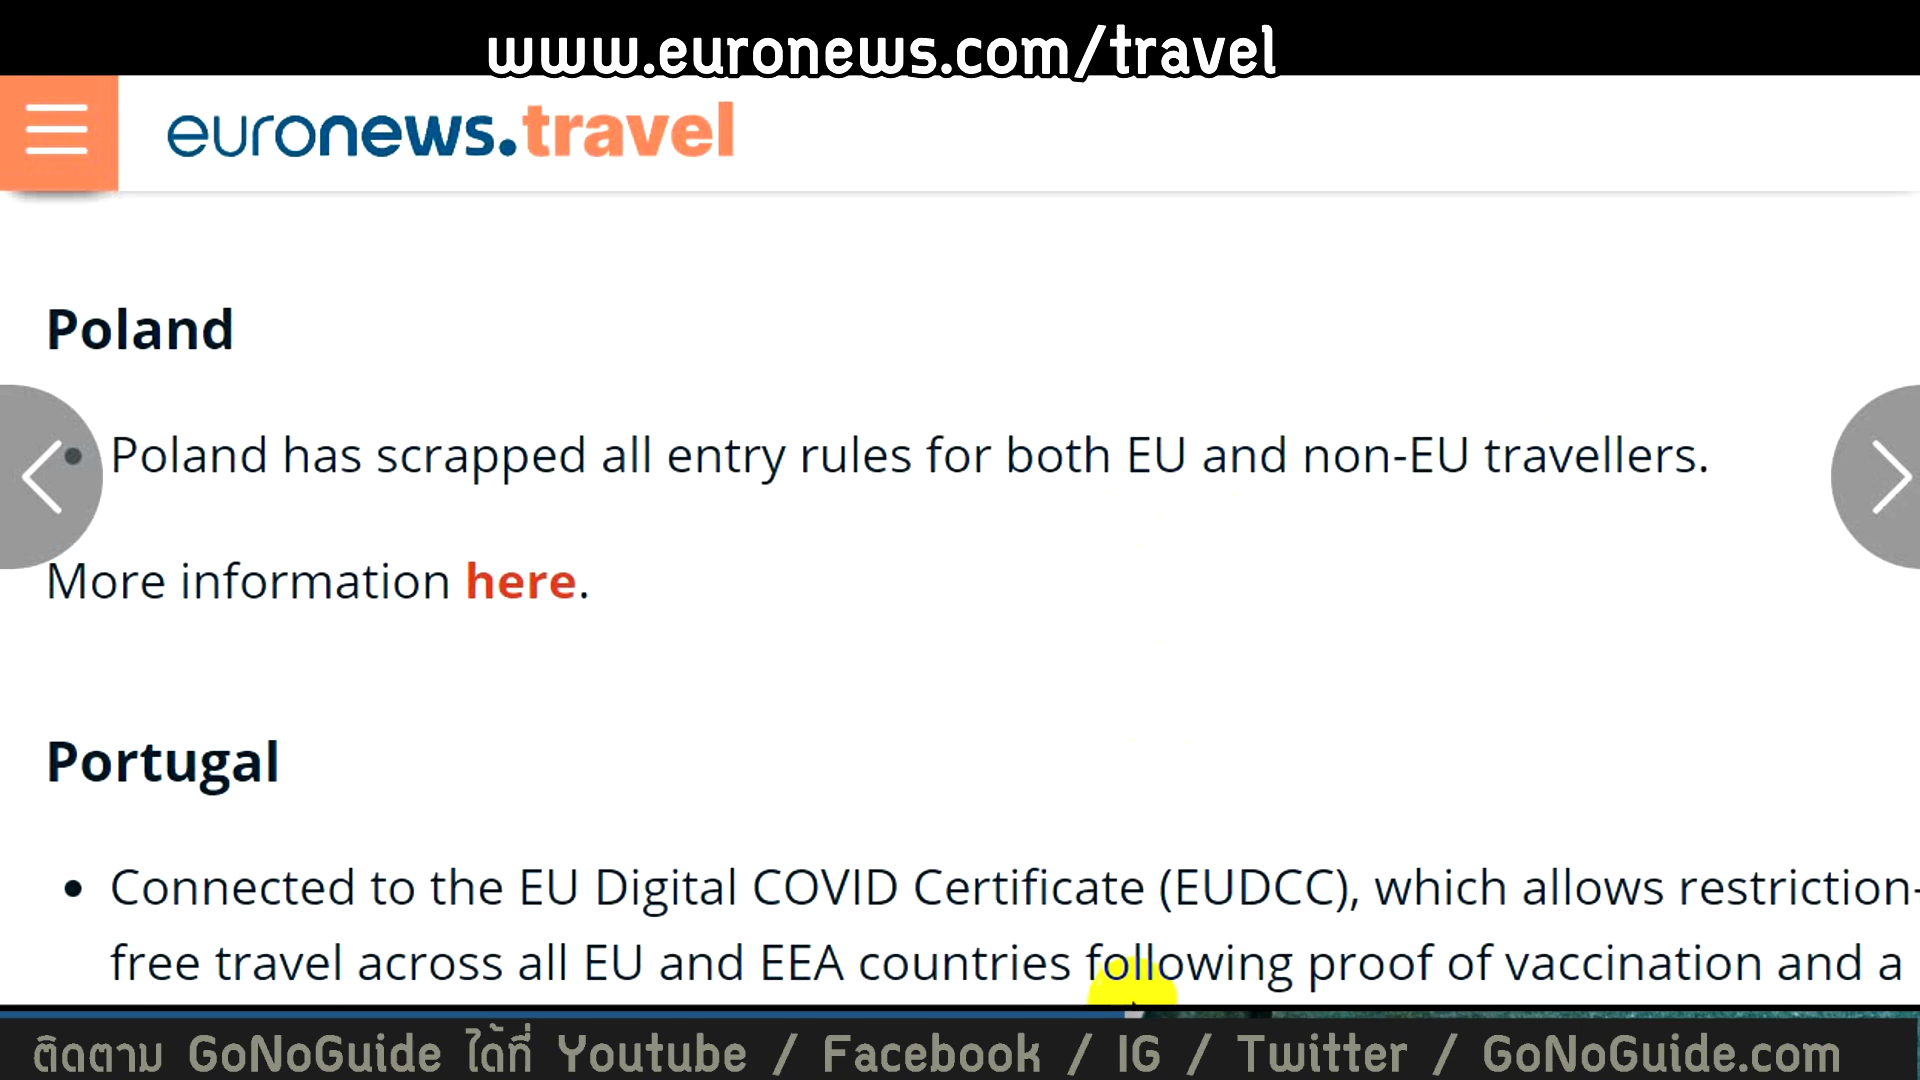 www.euronews.com/travel
euronews.travel
Poland
Poland has scrapped all entry rules for both EU and non-EU travellers.
More information here.
Portugal
Connected to the EU Digital COVID Certificate (EUDCC), which allows restriction-
free travel across all EU and EEA countries following proof of vaccination and a
ติดตาม GoNoGuide ได้ที่ Youtube / Facebook / IG / Twitter / GoNoGuide.com